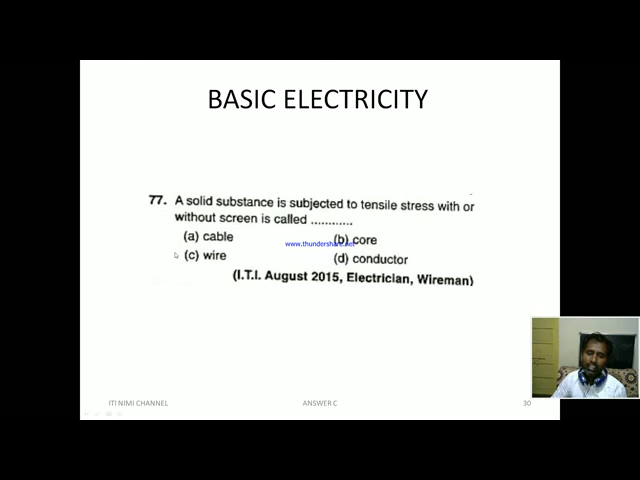 BASIC ELECTRICITY
77. A solid substance is subjected to tensile stress with or
without screen is called ............
(a) cable
(b) core
www.thundershare.net
(c) wire
(d) conductor
(I.T.I. August 2015, Electrician, Wireman)
ITI NIMI CHANNEL
ANSWER C
30